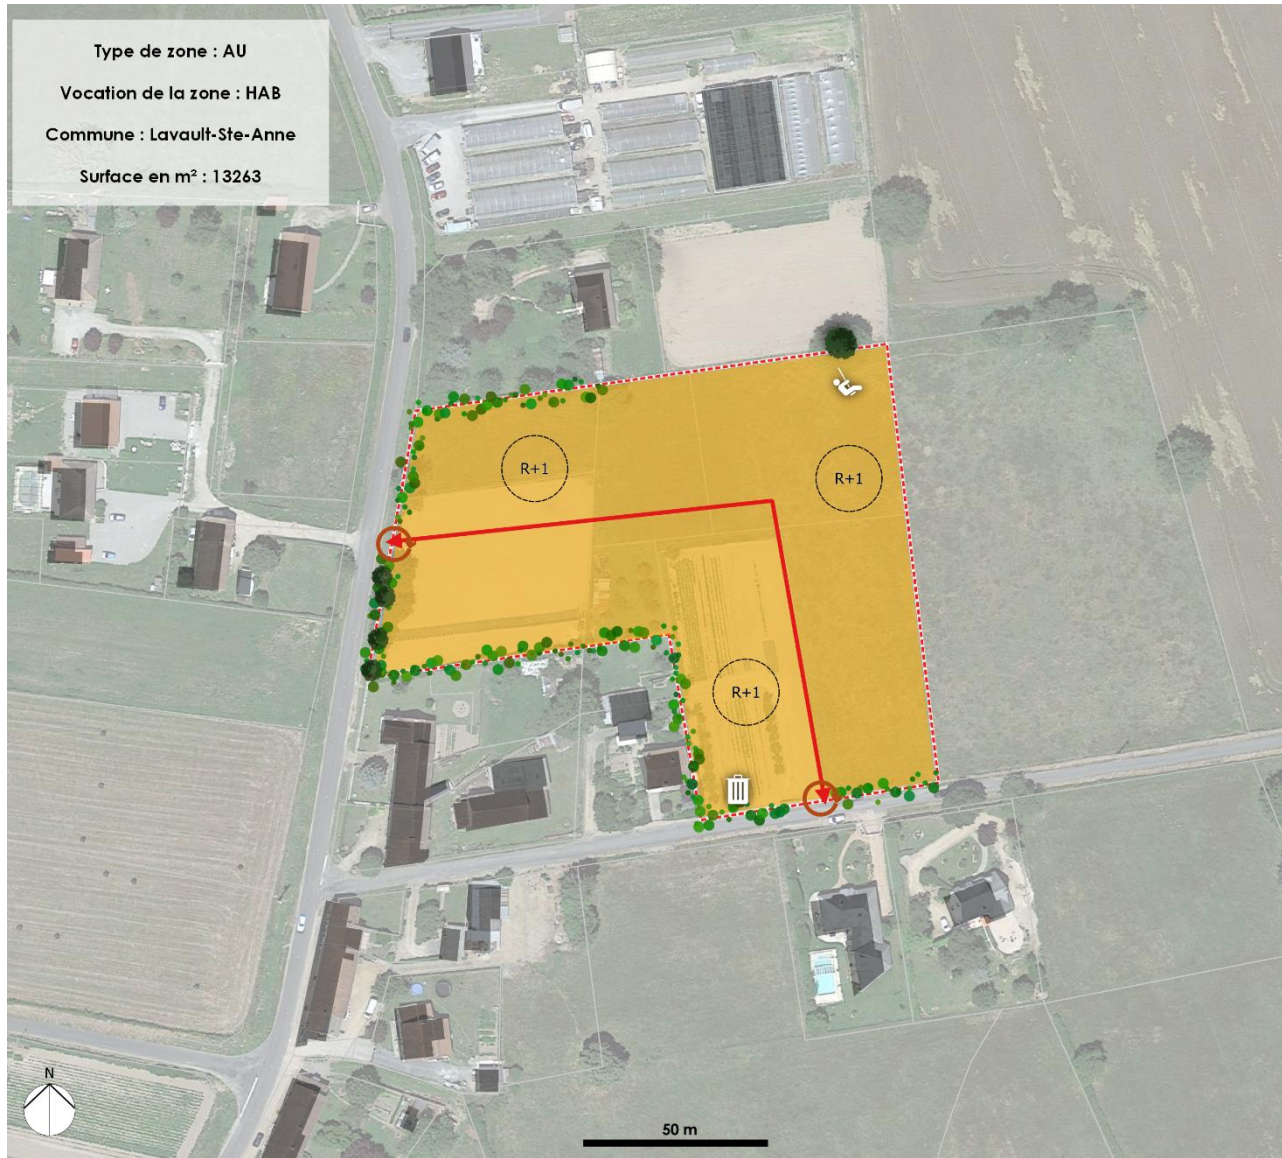 Type de zone : AU
Vocation de la zone : HAB
Commune : Lavault-Ste-Anne
Surface en m² : 13263
R+1
R+1
R+1
N
50 m